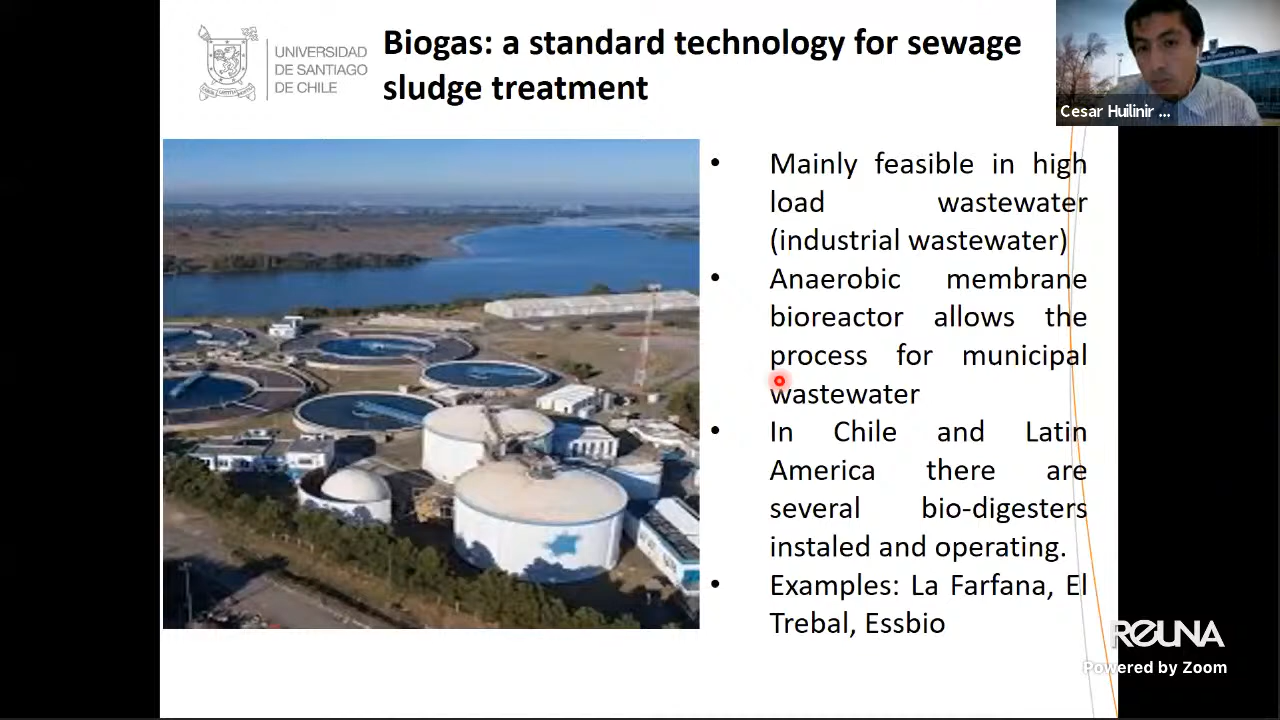 UNIVERSIDAD
DE SANTIAGO
DE CHILE
Biogas: a standard technology for sewage
sludge treatment
Cesar Huilinir ...
• Mainly feasible in high
load wastewater
(industrial wastewater)
• Anaerobic membrane
bioreactor allows the
process for municipal
wastewater
• In Chile and Latin
America there are
several bio-digesters
instaled and operating.
• Examples: La Farfana, El
Trebal, Essbio
REUNA
Powered by Zoom